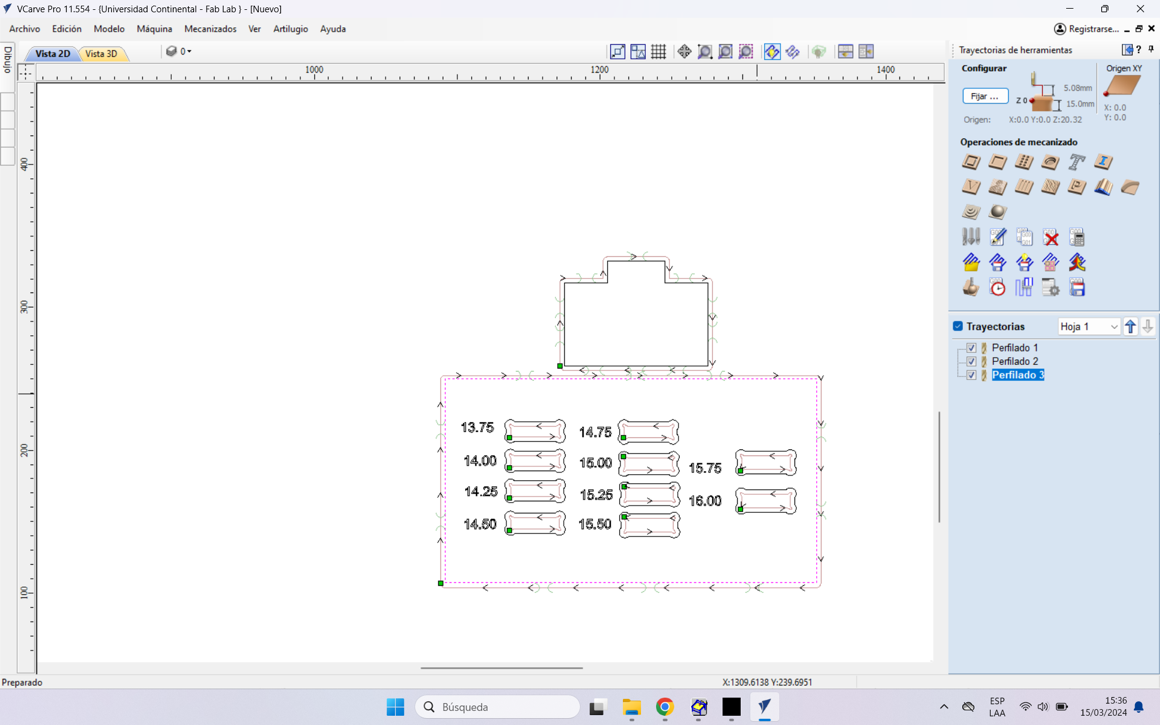 VCarve Pro 11.554 - {Universidad Continental - Fab Lab } - [Nuevo]
Archivo Edición Modelo Máquina Mecanizados Ver Artilugio Ayuda
Registrarse...
Dibujo
Vista 2D Vista 3D
0
Trayectorias de herramientas
1000 1100 1200 1300 1400
400
300
200
100
Configurar
Origen XY
Fijar ...
5.08mm
Z 0
15.0mm
X: 0.0
Y: 0.0
Origen: X:0.0 Y:0.0 Z:20.32
Operaciones de mecanizado
Trayectorias
Hoja 1
Perfilado 1
Perfilado 2
Perfilado 3
13.75 14.75
14.00 15.00 15.75
14.25 15.25 16.00
14.50 15.50
Preparado
X:1309.6138 Y:239.6951
Búsqueda
ESP
LAA
15:36
15/03/2024